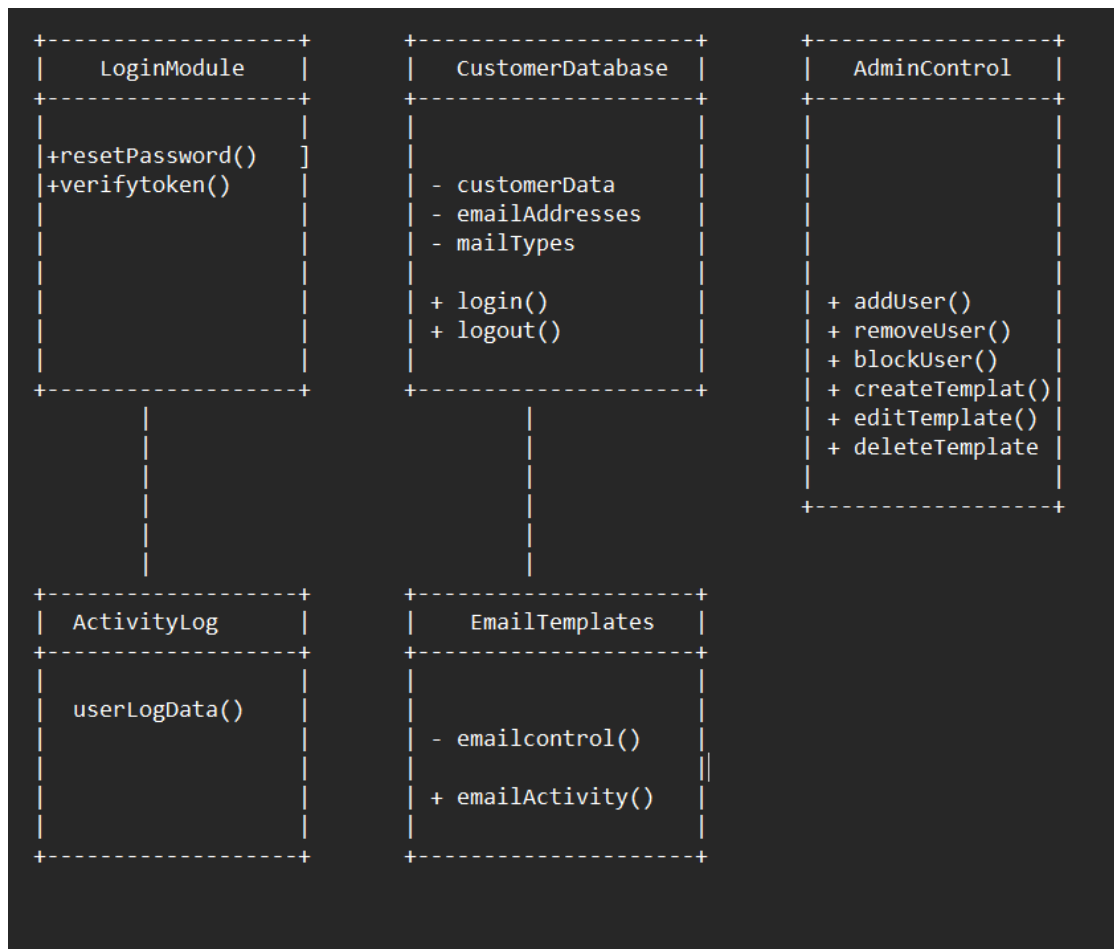 LoginModule
+resetPassword()
+verifytoken()
CustomerDatabase
- customerData
- emailAddresses
- mailTypes
+ login()
+ logout()
AdminControl
+ addUser()
+ removeUser()
+ blockUser()
+ createTemplat()
+ editTemplate()
+ deleteTemplate
ActivityLog
userLogData()
EmailTemplates
- emailcontrol()
+ emailActivity()